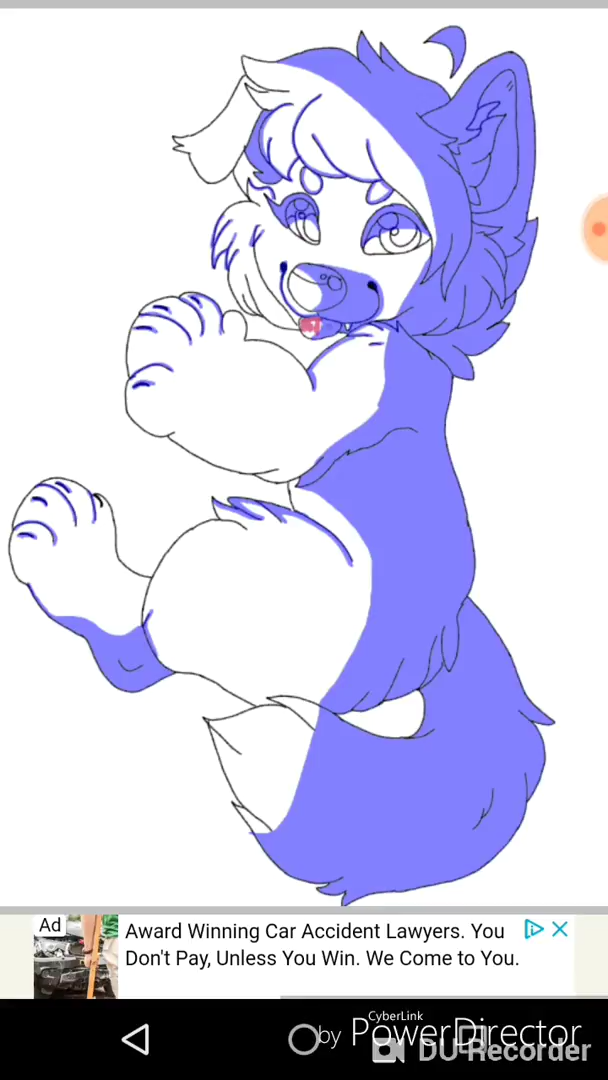 Ad
Award Winning Car Accident Lawyers. You
Don't Pay, Unless You Win. We Come to You.
CyberLink
by PowerDirector
DU Recorder